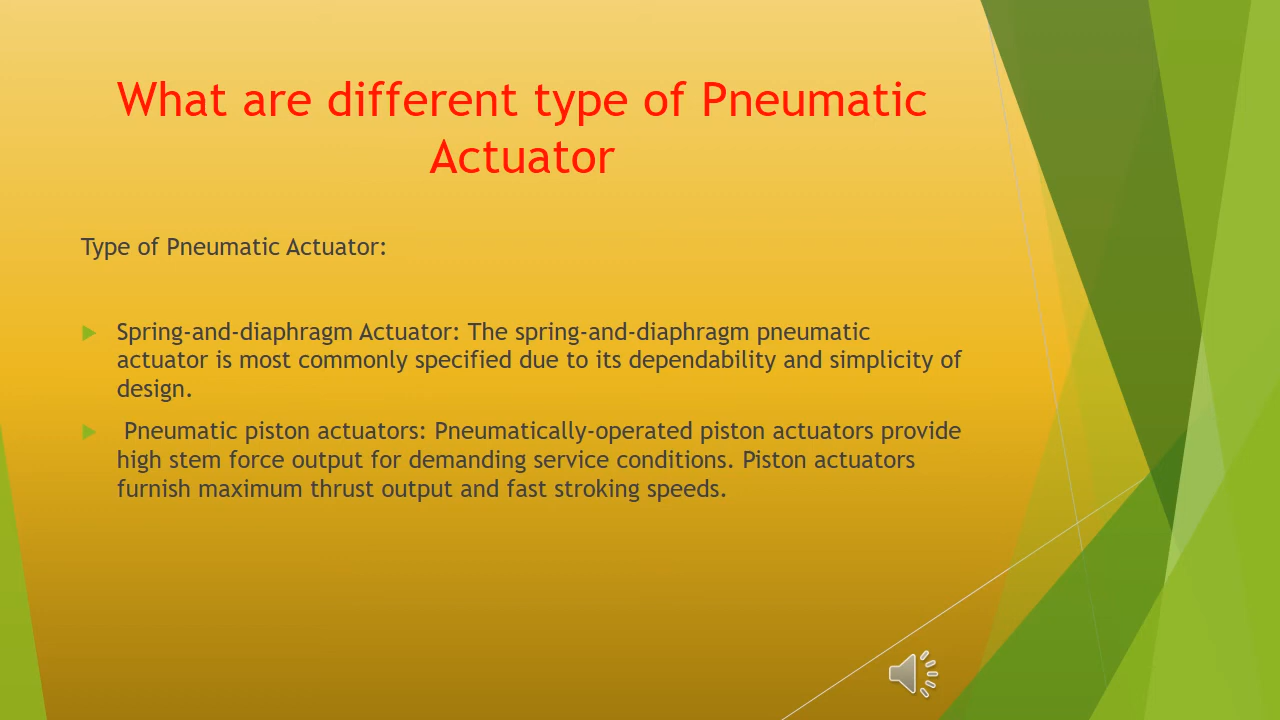 What are different type of Pneumatic
Actuator
Type of Pneumatic Actuator:
Spring-and-diaphragm Actuator: The spring-and-diaphragm pneumatic
actuator is most commonly specified due to its dependability and simplicity of
design.
Pneumatic piston actuators: Pneumatically-operated piston actuators provide
high stem force output for demanding service conditions. Piston actuators
furnish maximum thrust output and fast stroking speeds.